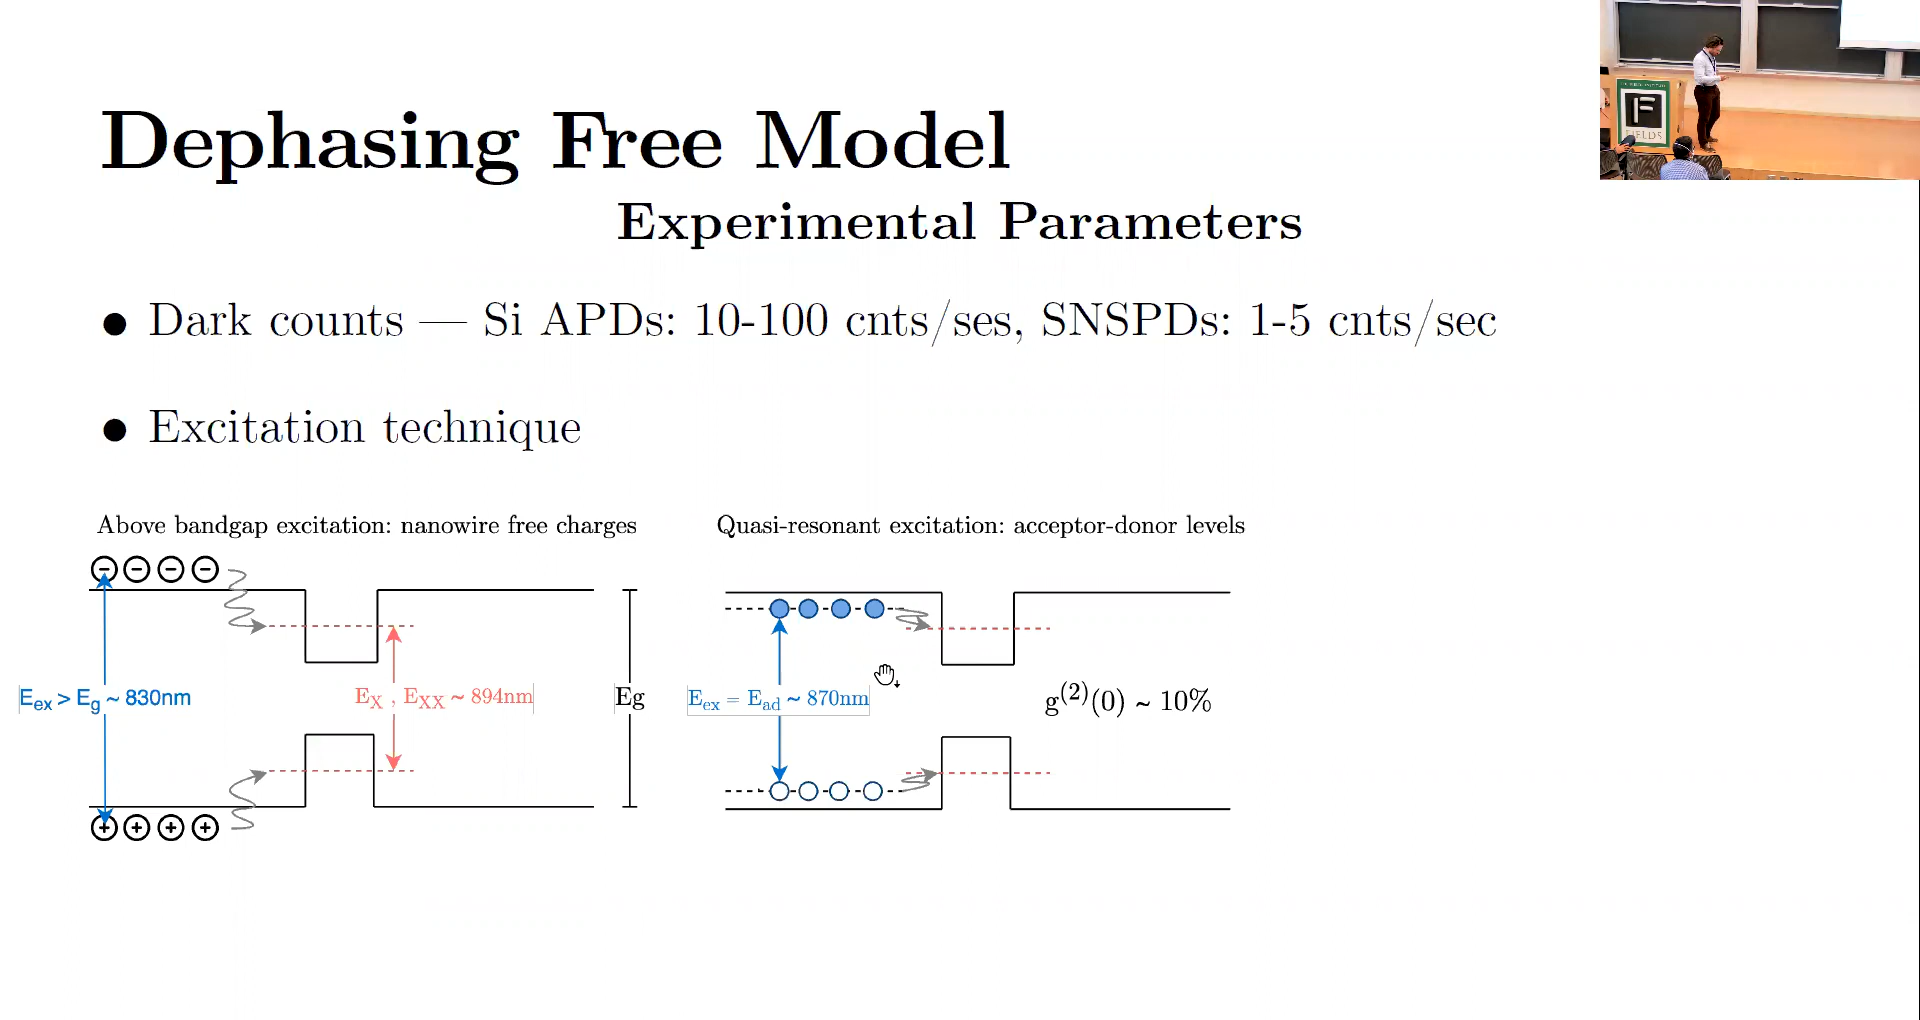 Dephasing Free Model
Experimental Parameters
• Dark counts — Si APDs: 10-100 cnts/ses, SNSPDs: 1-5 cnts/sec
• Excitation technique
Above bandgap excitation: nanowire free charges
E_ex > E_g ~ 830nm
E_X , E_XX ~ 894nm
Eg
Quasi-resonant excitation: acceptor-donor levels
E_ex = E_ad ~ 870nm
g^(2)(0) ~ 10%
F
FIELDS